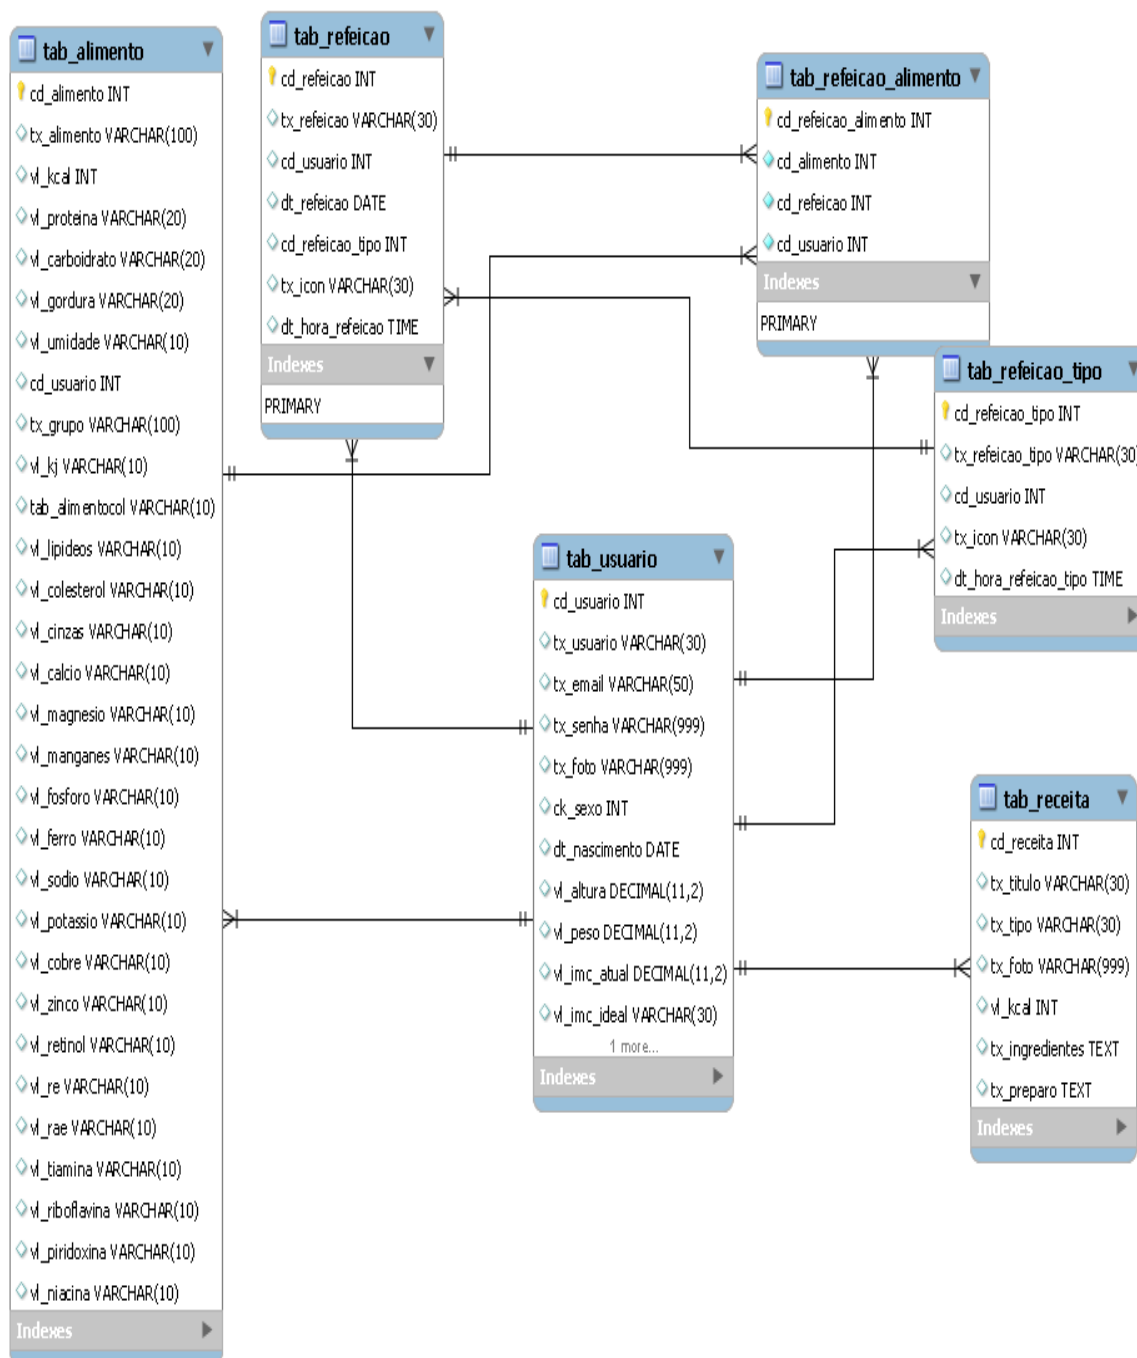 tab_alimento
cd_alimento INT
tx_alimento VARCHAR(100)
vl_kcal INT
vl_proteina VARCHAR(20)
vl_carboidrato VARCHAR(20)
vl_gordura VARCHAR(20)
vl_umidade VARCHAR(10)
cd_usuario INT
tx_grupo VARCHAR(100)
vl_kj VARCHAR(10)
tab_alimentocol VARCHAR(10)
vl_lipideos VARCHAR(10)
vl_colesterol VARCHAR(10)
vl_cinzas VARCHAR(10)
vl_calcio VARCHAR(10)
vl_magnesio VARCHAR(10)
vl_manganes VARCHAR(10)
vl_fosforo VARCHAR(10)
vl_ferro VARCHAR(10)
vl_sodio VARCHAR(10)
vl_potassio VARCHAR(10)
vl_cobre VARCHAR(10)
vl_zinco VARCHAR(10)
vl_retinol VARCHAR(10)
vl_re VARCHAR(10)
vl_rae VARCHAR(10)
vl_tiamina VARCHAR(10)
vl_riboflavina VARCHAR(10)
vl_piridoxina VARCHAR(10)
vl_niacina VARCHAR(10)
Indexes
tab_refeicao
cd_refeicao INT
tx_refeicao VARCHAR(30)
cd_usuario INT
dt_refeicao DATE
cd_refeicao_tipo INT
tx_icon VARCHAR(30)
dt_hora_refeicao TIME
Indexes
PRIMARY
tab_refeicao_alimento
cd_refeicao_alimento INT
cd_alimento INT
cd_refeicao INT
cd_usuario INT
Indexes
PRIMARY
tab_refeicao_tipo
cd_refeicao_tipo INT
tx_refeicao_tipo VARCHAR(30)
cd_usuario INT
tx_icon VARCHAR(30)
dt_hora_refeicao_tipo TIME
Indexes
tab_usuario
cd_usuario INT
tx_usuario VARCHAR(30)
tx_email VARCHAR(50)
tx_senha VARCHAR(999)
tx_foto VARCHAR(999)
ck_sexo INT
dt_nascimento DATE
vl_altura DECIMAL(11,2)
vl_peso DECIMAL(11,2)
vl_imc_atual DECIMAL(11,2)
vl_imc_ideal VARCHAR(30)
1 more...
Indexes
tab_receita
cd_receita INT
tx_titulo VARCHAR(30)
tx_tipo VARCHAR(30)
tx_foto VARCHAR(999)
vl_kcal INT
tx_ingredientes TEXT
tx_preparo TEXT
Indexes